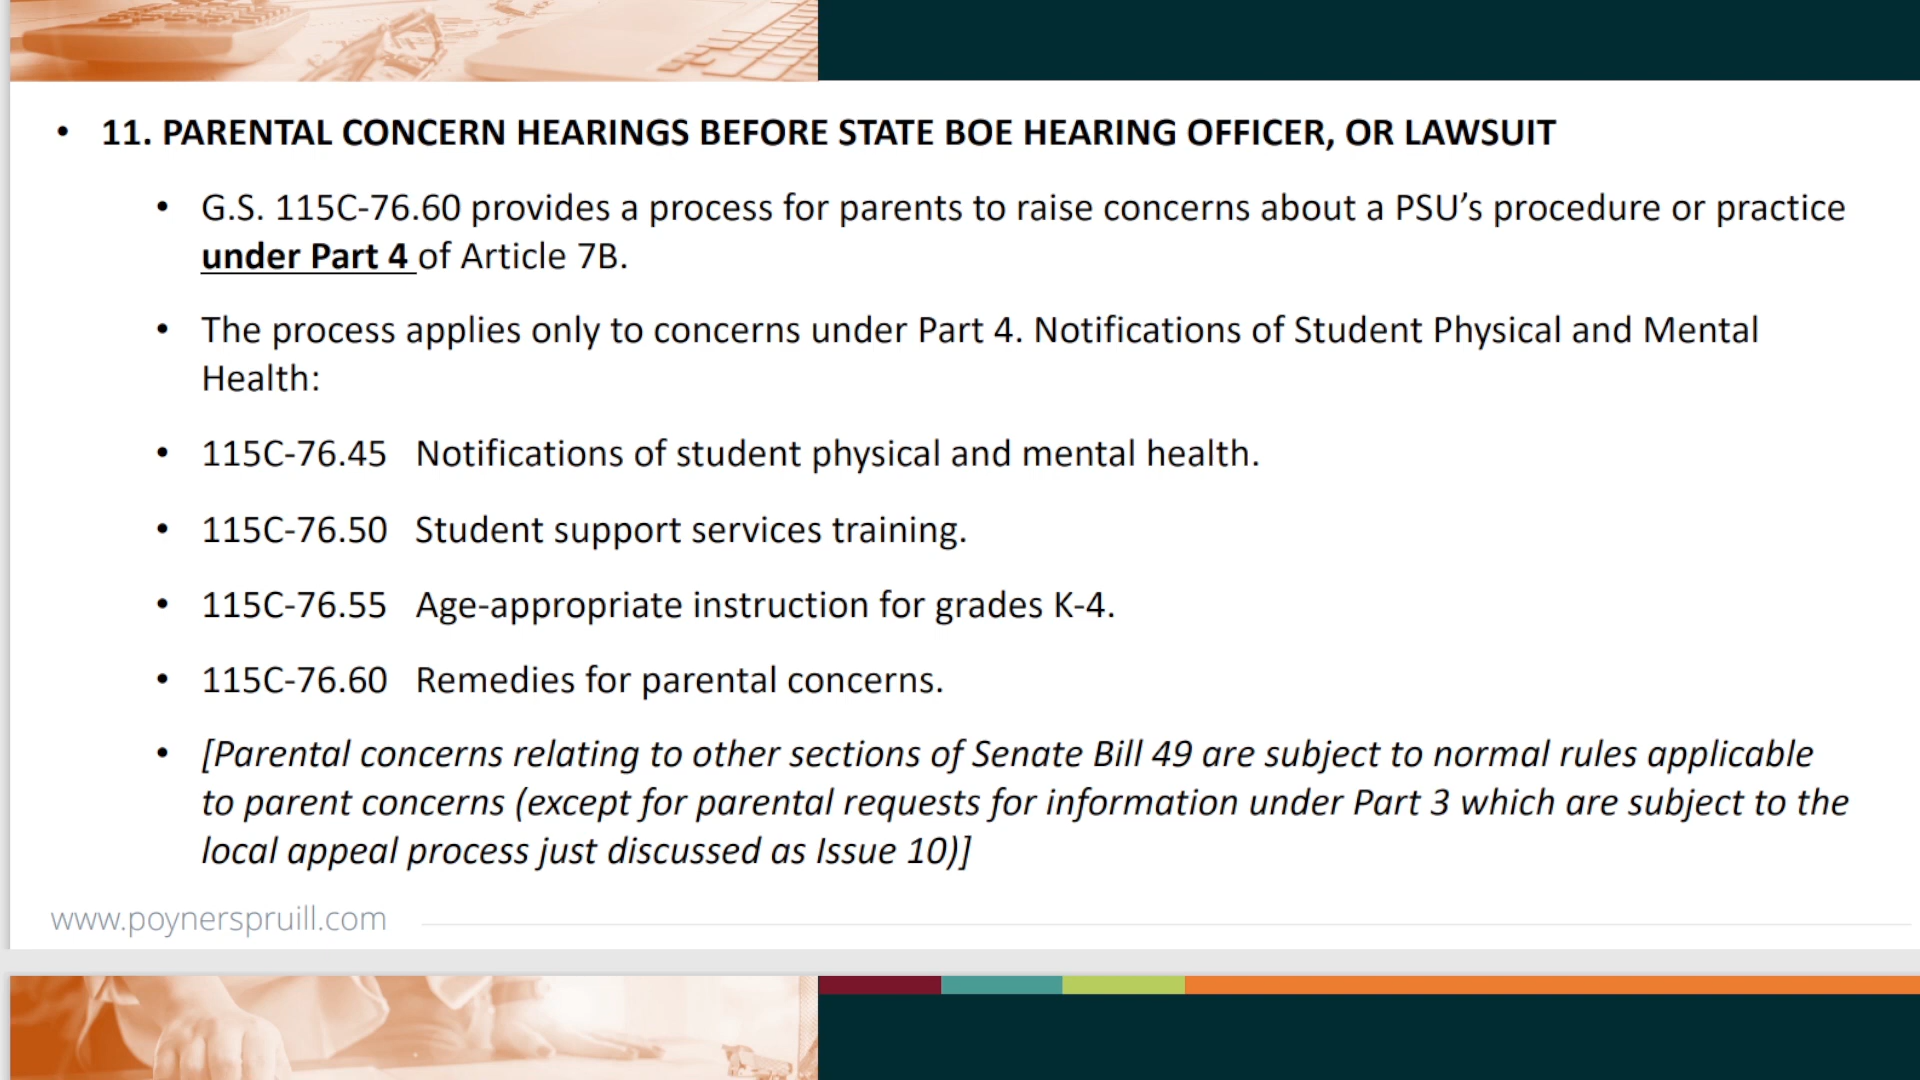 • 11. PARENTAL CONCERN HEARINGS BEFORE STATE BOE HEARING OFFICER, OR LAWSUIT
• G.S. 115C-76.60 provides a process for parents to raise concerns about a PSU’s procedure or practice
under Part 4 of Article 7B.
• The process applies only to concerns under Part 4. Notifications of Student Physical and Mental
Health:
• 115C-76.45 Notifications of student physical and mental health.
• 115C-76.50 Student support services training.
• 115C-76.55 Age-appropriate instruction for grades K-4.
• 115C-76.60 Remedies for parental concerns.
• [Parental concerns relating to other sections of Senate Bill 49 are subject to normal rules applicable
to parent concerns (except for parental requests for information under Part 3 which are subject to the
local appeal process just discussed as Issue 10)]
www.poynerspruill.com